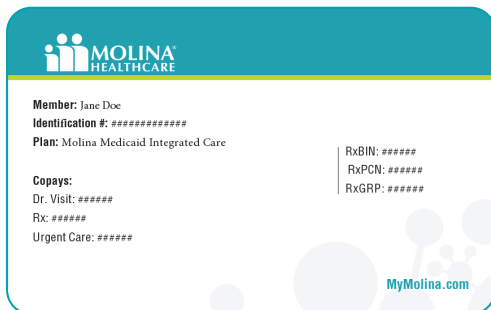 MOLINA®
HEALTHCARE
Member: Jane Doe
Identification #: #############
Plan: Molina Medicaid Integrated Care
Copays:
Dr. Visit: ######
Rx: ######
Urgent Care: ######
RxBIN: ######
RxPCN: ######
RxGRP: ######
MyMolina.com